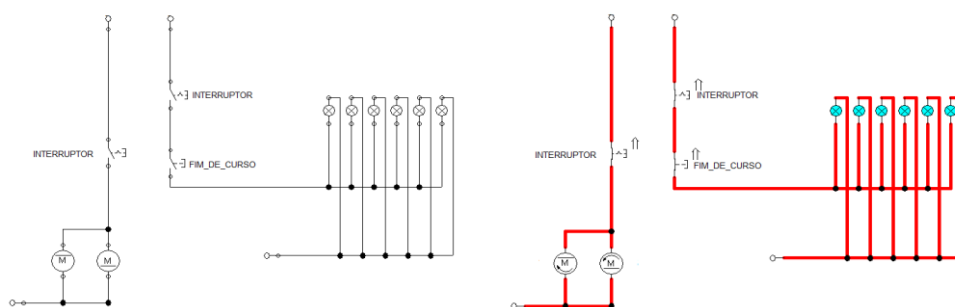 INTERRUPTOR
INTERRUPTOR
FIM_DE_CURSO
M
M
INTERRUPTOR
INTERRUPTOR
FIM_DE_CURSO
M
M